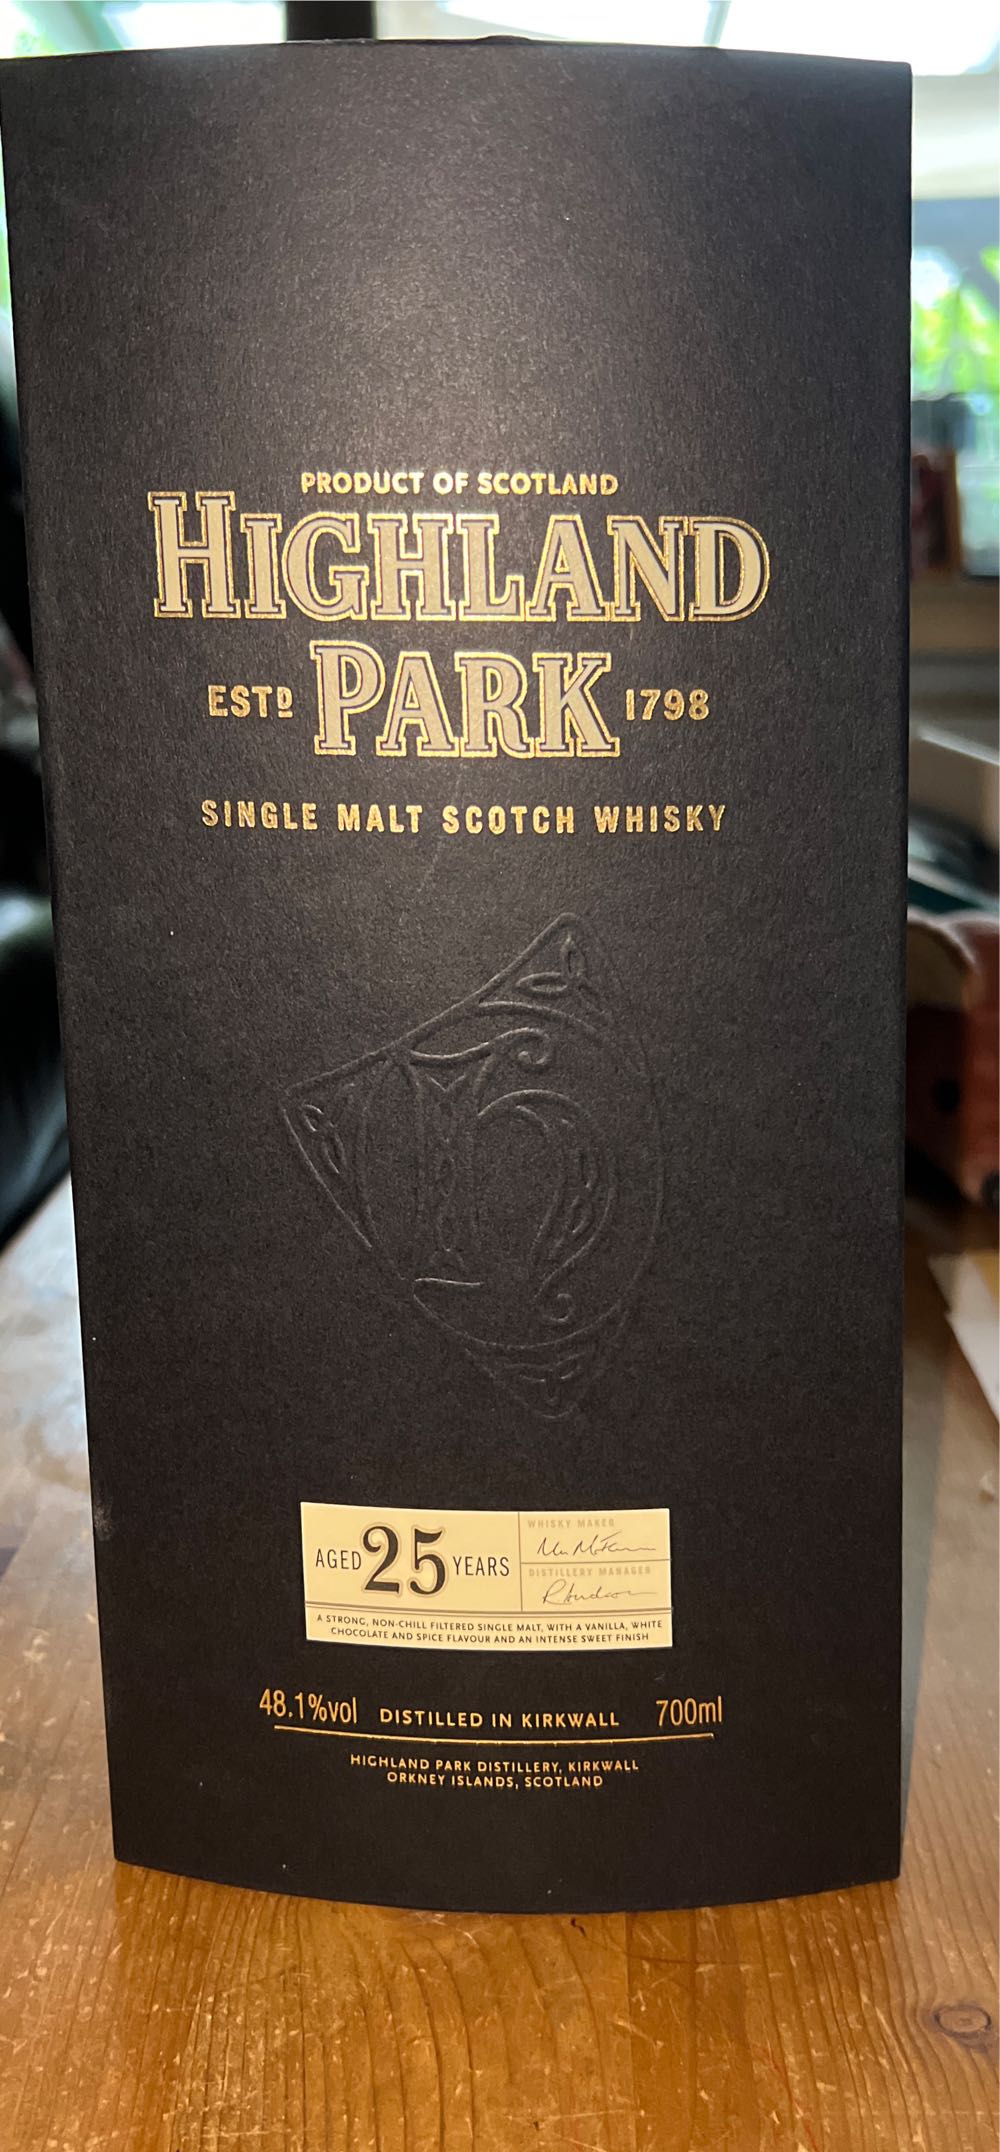 PRODUCT OF SCOTLAND
HIGHLAND
ESTD PARK 1798
SINGLE MALT SCOTCH WHISKY
AGED 25 YEARS
WHISKY MAKER
DISTILLERY MANAGER
A STRONG, NON-CHILL FILTERED SINGLE MALT, WITH A VANILLA, WHITE
CHOCOLATE AND SPICE FLAVOUR AND AN INTENSE SWEET FINISH
48.1%vol DISTILLED IN KIRKWALL 700ml
HIGHLAND PARK DISTILLERY, KIRKWALL
ORKNEY ISLANDS, SCOTLAND